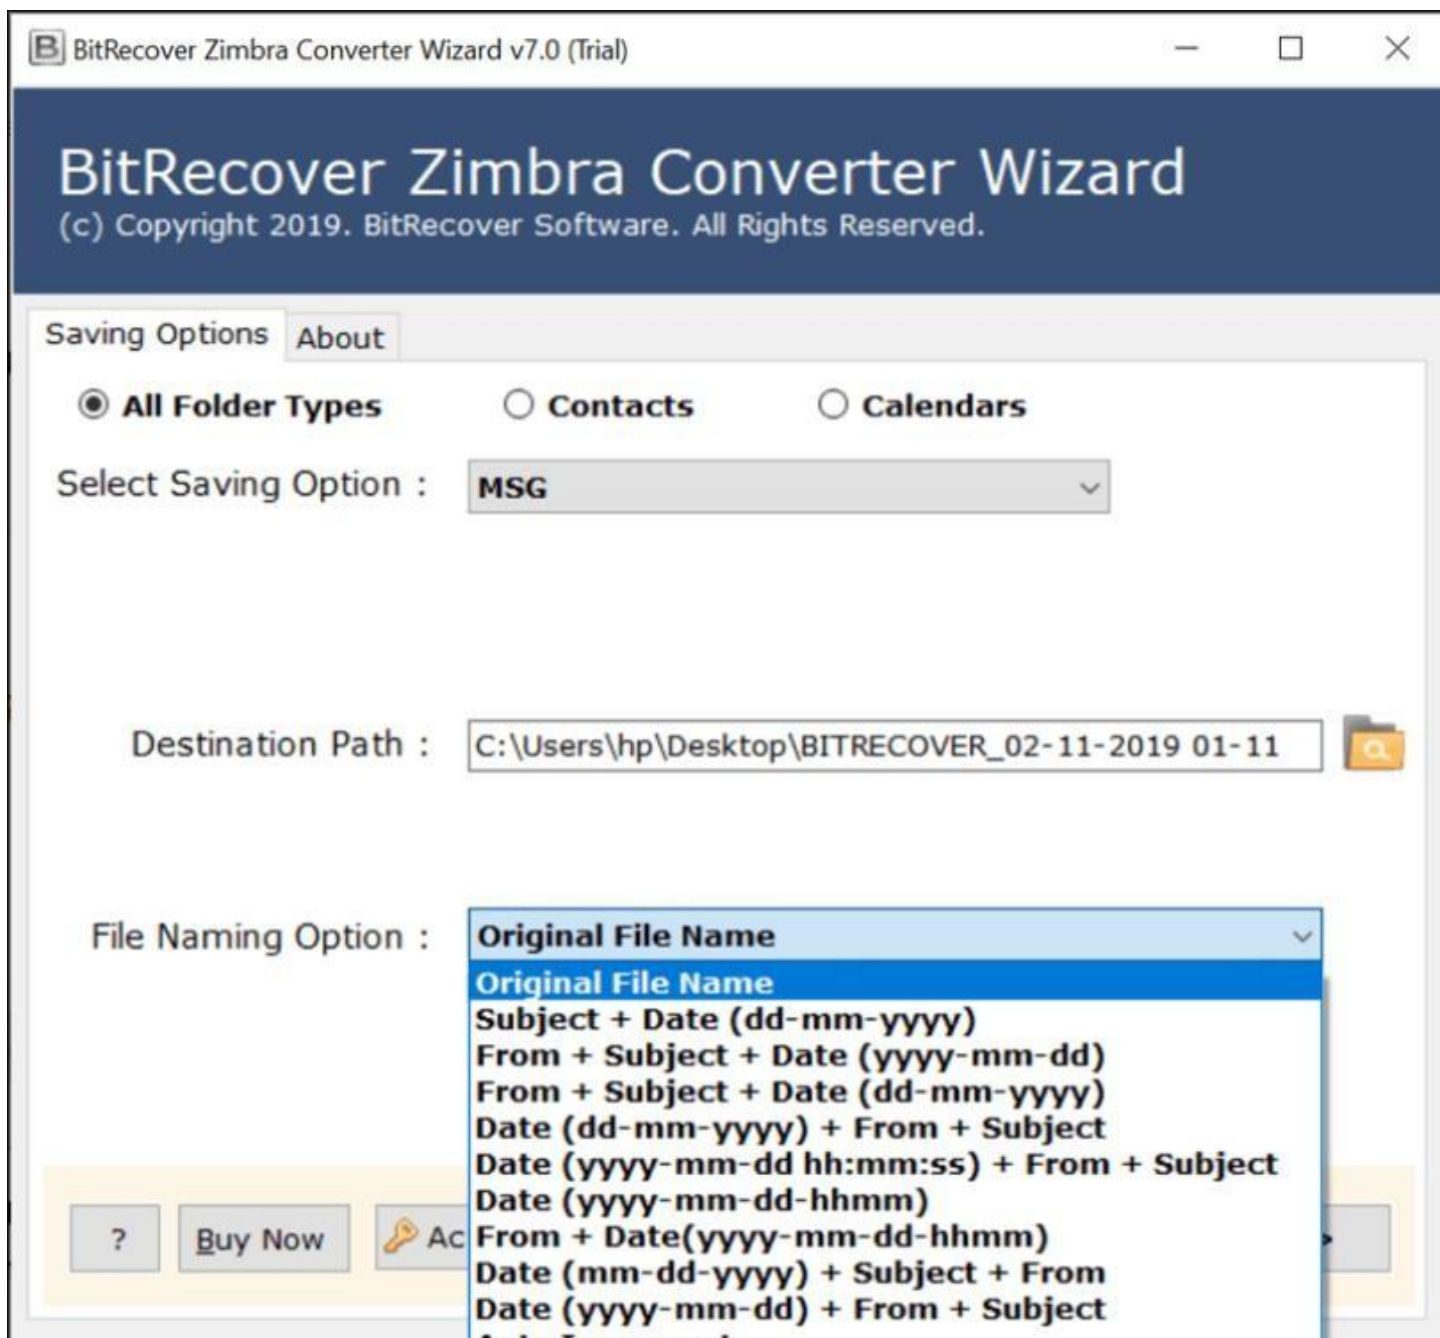 B BitRecover Zimbra Converter Wizard v7.0 (Trial)
BitRecover Zimbra Converter Wizard
(c) Copyright 2019. BitRecover Software. All Rights Reserved.
Saving Options About
All Folder Types Contacts Calendars
Select Saving Option : MSG
Destination Path : C:\Users\hp\Desktop\BITRECOVER_02-11-2019 01-11
File Naming Option : Original File Name
Original File Name
Subject + Date (dd-mm-yyyy)
From + Subject + Date (yyyy-mm-dd)
From + Subject + Date (dd-mm-yyyy)
Date (dd-mm-yyyy) + From + Subject
Date (yyyy-mm-dd hh:mm:ss) + From + Subject
Date (yyyy-mm-dd-hhmm)
From + Date(yyyy-mm-dd-hhmm)
Date (mm-dd-yyyy) + Subject + From
Date (yyyy-mm-dd) + From + Subject
? Buy Now Ac